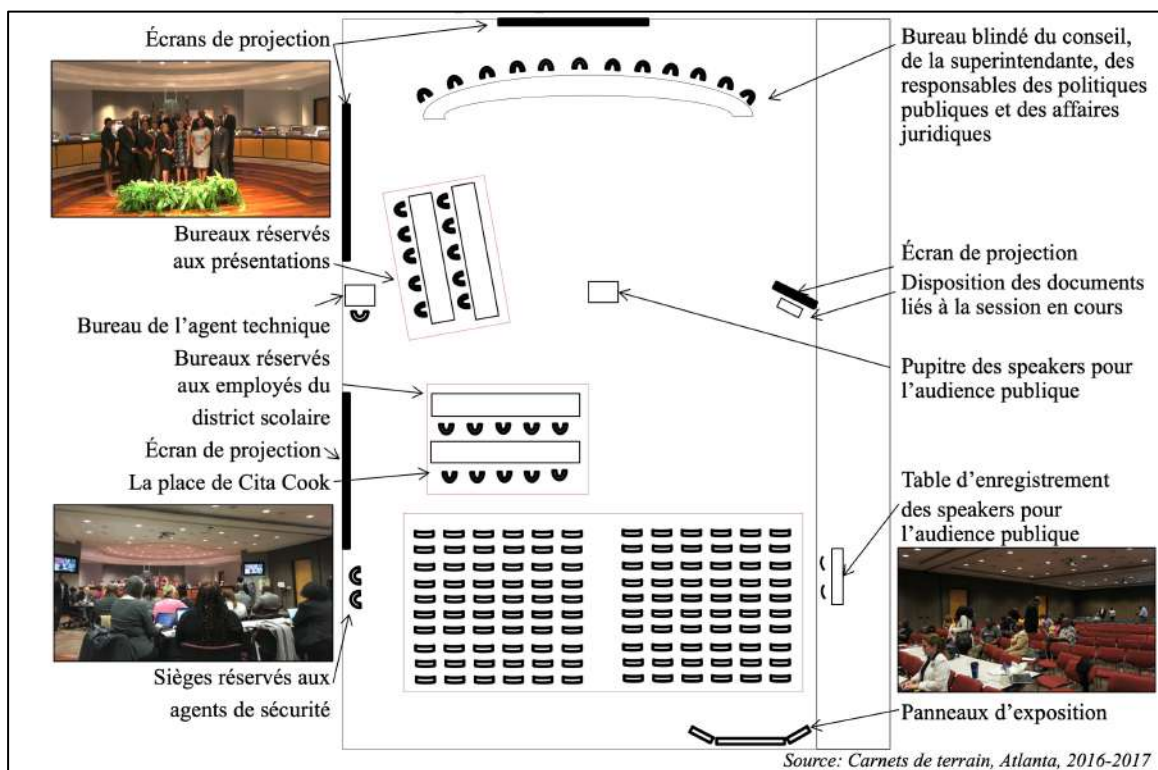 Écrans de projection
Bureaux réservés
aux présentations
Bureau de l’agent technique
Bureaux réservés
aux employés du
district scolaire
Écran de projection
La place de Cita Cook
Sièges réservés aux
agents de sécurité
Bureau blindé du conseil,
de la superintendante, des
responsables des politiques
publiques et des affaires
juridiques
Écran de projection
Disposition des documents
liés à la session en cours
Pupitre des speakers pour
l’audience publique
Table d’enregistrement
des speakers pour
l’audience publique
Panneaux d’exposition
Source: Carnets de terrain, Atlanta, 2016-2017